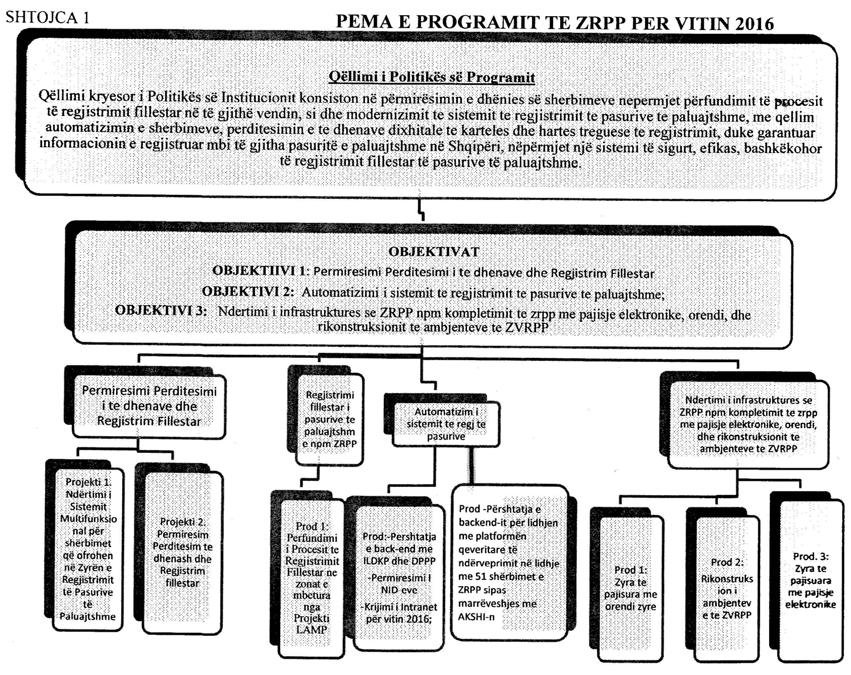 SHTOJCA 1
PEMA E PROGRAMIT TE ZRPP PER VITIN 2016
Qëllimi i Politikës së Programit
Qëllimi kryesor i Politikës së Institucionit konsiston në përmirësimin e dhënies së sherbimeve nepermjet përfundimit të procesit
të regjistrimit fillestar në të gjithë vendin, si dhe modernizimit te sistemit te regjistrimit te pasurive te paluajtshme, me qellim
automatizimin e sherbimeve, perditesimin e te dhenave dixhitale te karteles dhe hartes treguese te regjistrimit, duke garantuar
informacionin e regjistruar mbi të gjitha pasuritë e paluajtshme në Shqipëri, nëpërmjet një sistemi të sigurt, efikas, bashkëkohor
të regjistrimit fillestar të pasurive të paluajtshme.
OBJEKTIVAT
OBJEKTIIVI 1: Permiresimi Perditesimi i te dhenave dhe Regjistrim Fillestar
OBJEKTIVI 2: Automatizimi i sistemit te regjistrimit te pasurive te paluajtshme;
OBJEKTIVI 3: Ndertimi i infrastruktures se ZRPP npm kompletimit te zrpp me pajisje elektronike, orendi, dhe
rikonstruksionit te ambjenteve te ZVRPP
Permiresimi Perditesimi
i te dhenave dhe
Regjistrim Fillestar
Regjistrimi
fillestar i
pasurive te
paluajtshm
e npm ZRPP
Automatizim i
sistemit te regj te
pasurive
Ndertimi i infrastruktures se
ZRPP npm kompletimit te zrpp
me pajisje elektronike, orendi,
dhe rikonstruksionit te
ambjenteve te ZVRPP
Projekti 1.
Ndërtimi i
Sistemit
Multifunksio
nal për
shërbimet
që ofrohen
në Zyrën e
Regjistrimit
të Pasurive
të
Paluajtshme
Projekti 2.
Permiresim
Perditesim te
dhenash dhe
Regjistrim
fillestar
Prod 1:
Perfundimi
i Procesit te
Regjistrimit
Fillestar ne
zonat e
mbetura
nga
Projekti
LAMP
Prod:-Pershtatja
e back-end me
ILDKP dhe DPPP
-Permiresimi I
NID eve
-Krijimi i Intranet
për vitin 2016;
Prod -Përshtatja e
backend-it për lidhjen
me platformën
qeveritare të
ndërveprimit në lidhje
me 51 shërbimet e
ZRPP sipas
marrëveshjes me
AKSHI-n
Prod 1:
Zyra te
pajisura me
orendi zyre
Prod 2:
Rikonstruks
ion i
ambjentev
e te ZVRPP
Prod. 3:
Zyra te
pajisuara
me pajisje
elektronike